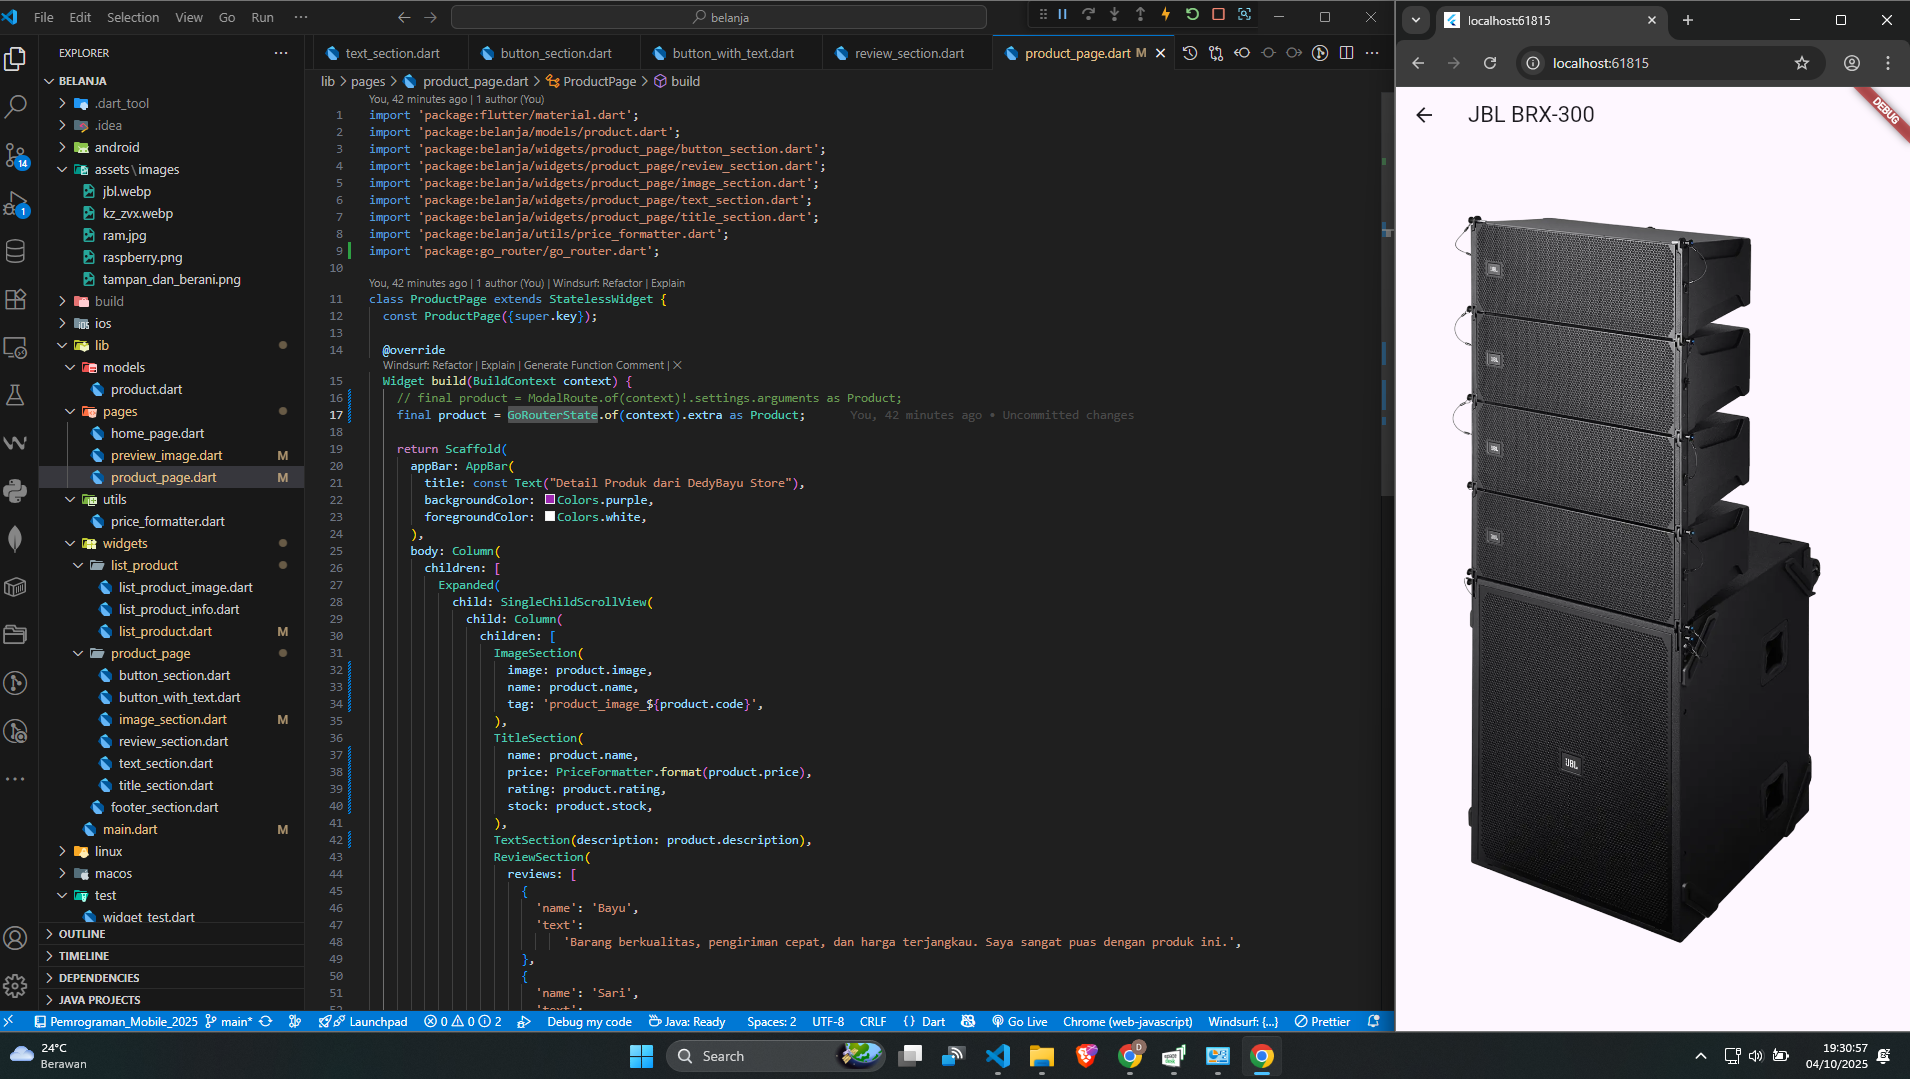 File Edit Selection View Go Run ··· belanja
EXPLORER
BELANJA
.dart_tool
.idea
android
assets\images
jbl.webp
kz_zvx.webp
ram.jpg
raspberry.png
tampan_dan_berani.png
build
ios
lib
models
product.dart
pages
home_page.dart
preview_image.dart M
product_page.dart M
utils
price_formatter.dart
widgets
list_product
list_product_image.dart
list_product_info.dart
list_product.dart M
product_page
button_section.dart
button_with_text.dart
image_section.dart M
review_section.dart
text_section.dart
title_section.dart
footer_section.dart
main.dart M
linux
macos
test
widget_test.dart
OUTLINE
TIMELINE
DEPENDENCIES
JAVA PROJECTS
14
1
text_section.dart button_section.dart button_with_text.dart review_section.dart product_page.dart M
lib > pages > product_page.dart > ProductPage > build
You, 42 minutes ago | 1 author (You)
1 import 'package:flutter/material.dart';
2 import 'package:belanja/models/product.dart';
3 import 'package:belanja/widgets/product_page/button_section.dart';
4 import 'package:belanja/widgets/product_page/review_section.dart';
5 import 'package:belanja/widgets/product_page/image_section.dart';
6 import 'package:belanja/widgets/product_page/text_section.dart';
7 import 'package:belanja/widgets/product_page/title_section.dart';
8 import 'package:belanja/utils/price_formatter.dart';
9 import 'package:go_router/go_router.dart';
10
You, 42 minutes ago | 1 author (You) | Windsurf: Refactor | Explain
11 class ProductPage extends StatelessWidget {
12 const ProductPage({super.key});
13
14 @override
Windsurf: Refactor | Explain | Generate Function Comment | X
15 Widget build(BuildContext context) {
16 // final product = ModalRoute.of(context)!.settings.arguments as Product;
17 final product = GoRouterState.of(context).extra as Product; You, 42 minutes ago • Uncommitted changes
18
19 return Scaffold(
20 appBar: AppBar(
21 title: const Text("Detail Produk dari DedyBayu Store"),
22 backgroundColor: Colors.purple,
23 foregroundColor: Colors.white,
24 ),
25 body: Column(
26 children: [
27 Expanded(
28 child: SingleChildScrollView(
29 child: Column(
30 children: [
31 ImageSection(
32 image: product.image,
33 name: product.name,
34 tag: 'product_image_${product.code}',
35 ),
36 TitleSection(
37 name: product.name,
38 price: PriceFormatter.format(product.price),
39 rating: product.rating,
40 stock: product.stock,
41 ),
42 TextSection(description: product.description),
43 ReviewSection(
44 reviews: [
45 {
46 'name': 'Bayu',
47 'text':
48 'Barang berkualitas, pengiriman cepat, dan harga terjangkau. Saya sangat puas dengan produk ini.',
49 },
50 {
51 'name': 'Sari',
52 'text':
Pemrograman_Mobile_2025 main* Launchpad 0 0 2 Debug my code Java: Ready Spaces: 2 UTF-8 CRLF {} Dart Go Live Chrome (web-javascript) Windsurf: {...} Prettier
localhost:61815
localhost:61815
JBL BRX-300
DEBUG
JBL
JBL
JBL
JBL
JBL
24°C
Berawan
Search
D
19:30:57
04/10/2025